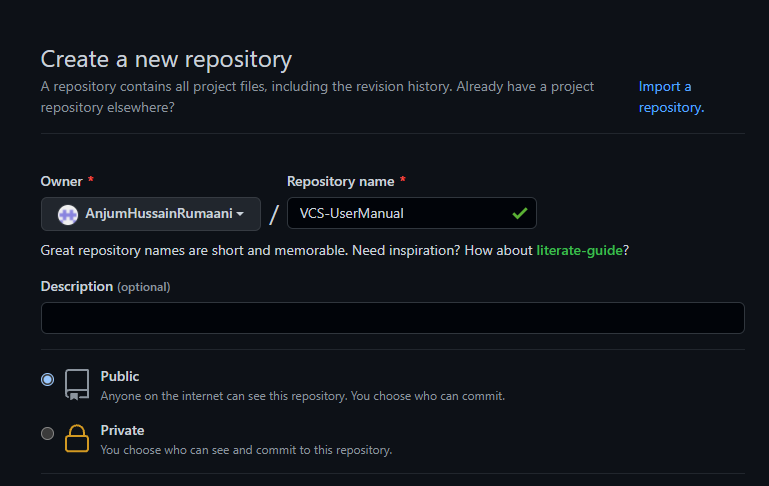 Create a new repository
A repository contains all project files, including the revision history. Already have a project
repository elsewhere?
Import a
repository.
Owner *
Repository name *
AnjumHussainRumaani
/
VCS-UserManual
Great repository names are short and memorable. Need inspiration? How about literate-guide?
Description (optional)
Public
Anyone on the internet can see this repository. You choose who can commit.
Private
You choose who can see and commit to this repository.